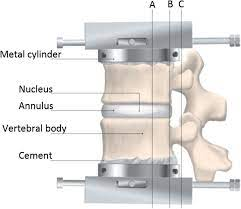 A B C
Metal cylinder
Nucleus
Annulus
Vertebral body
Cement